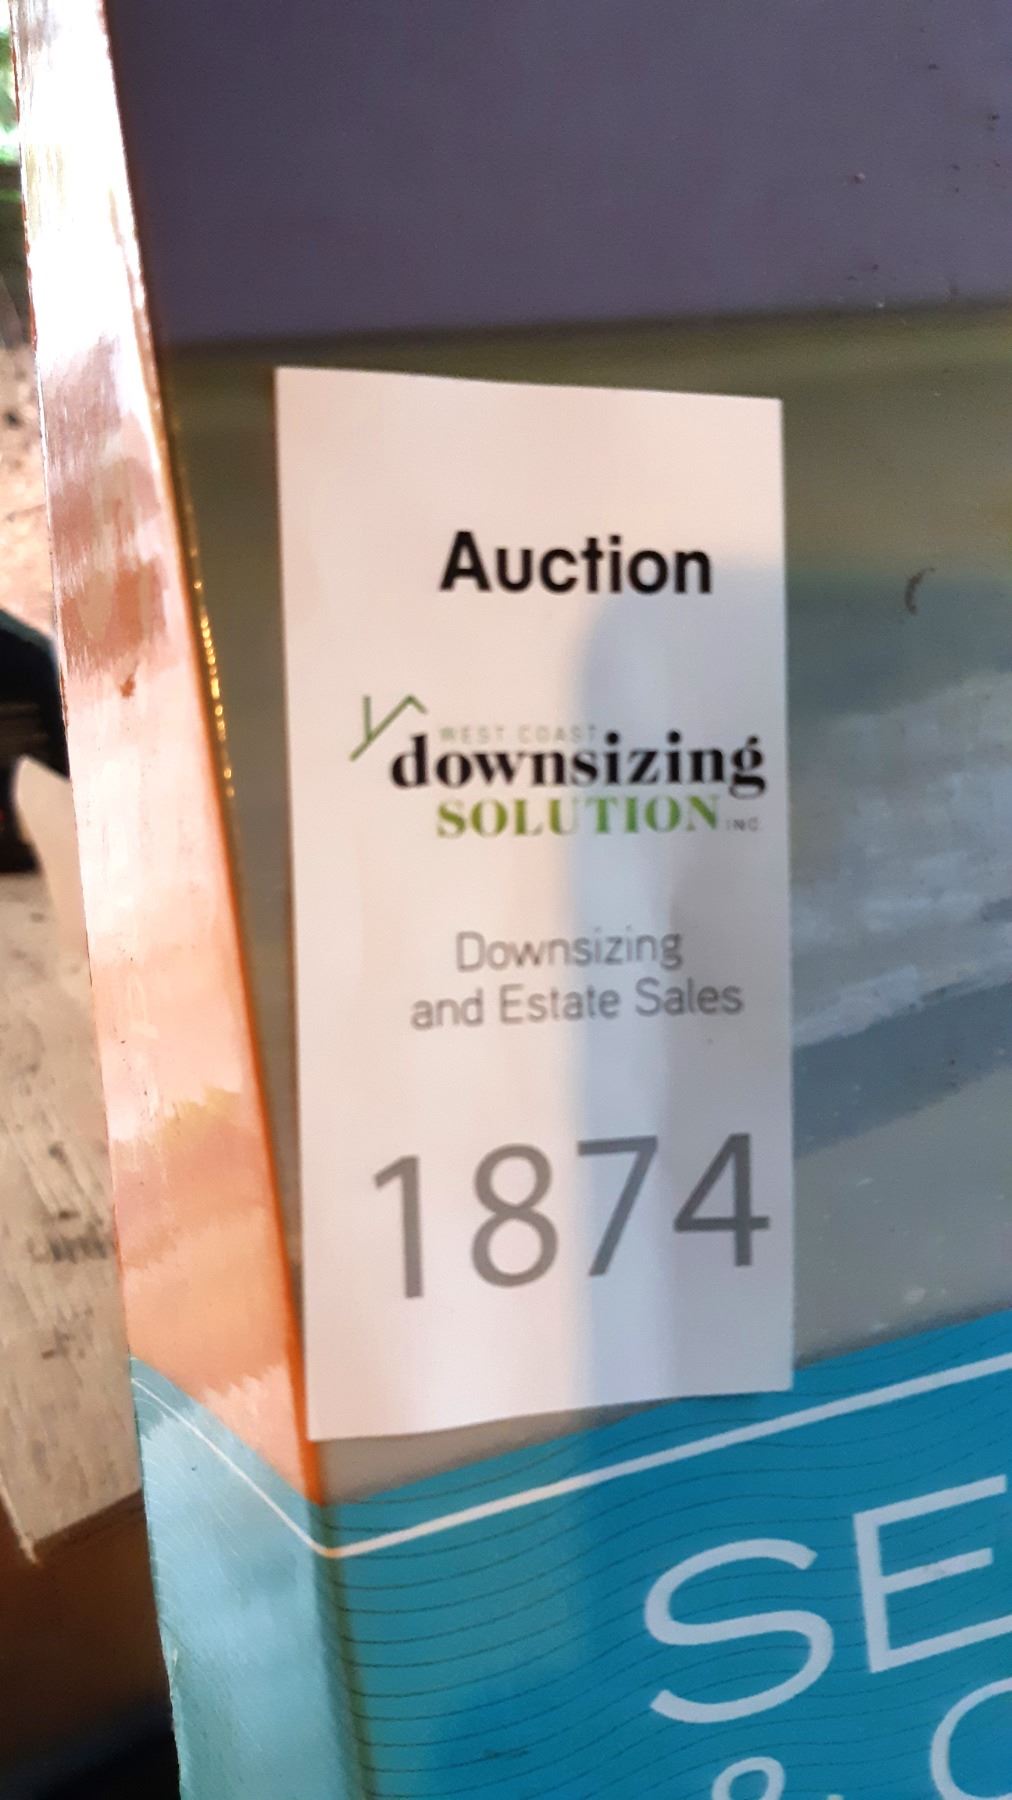 Auction
WEST COAST
downsizing
SOLUTION INC.
Downsizing
and Estate Sales
1874
SE
&